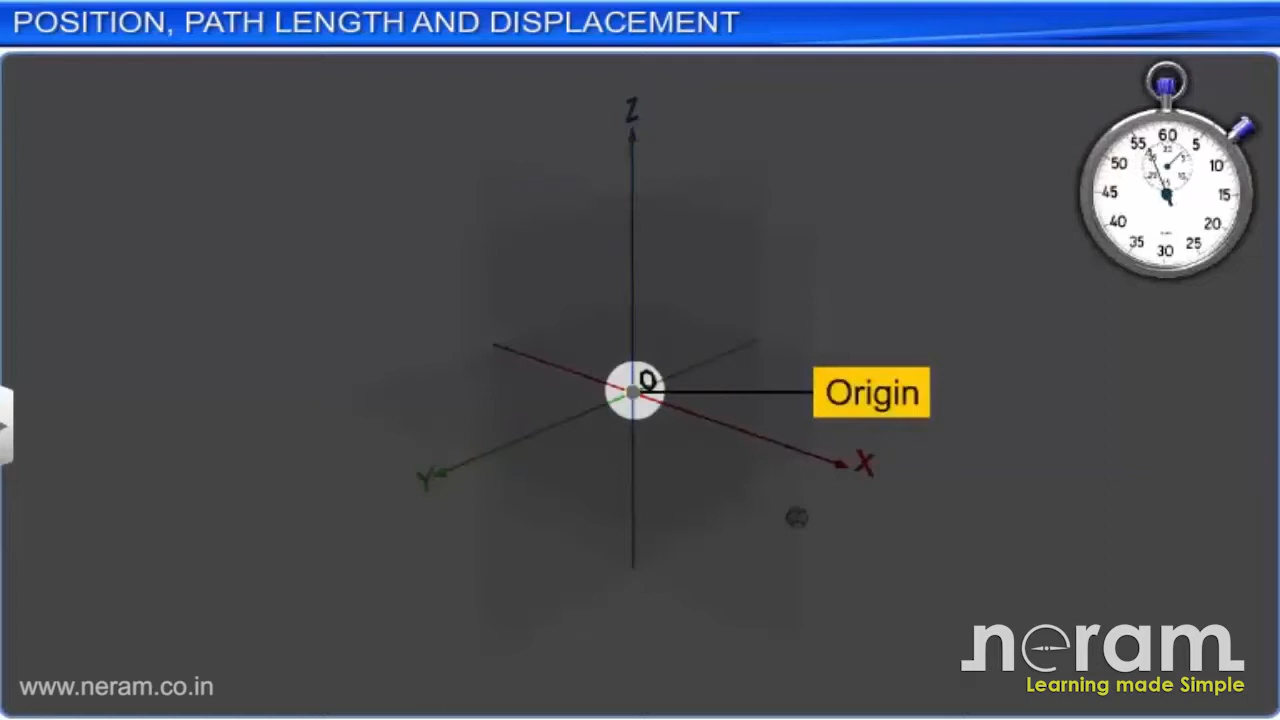 POSITION, PATH LENGTH AND DISPLACEMENT
Z
60
55
5
50
10
45
15
40
20
35
25
30
O
Origin
X
Y
neram
Learning made Simple
www.neram.co.in